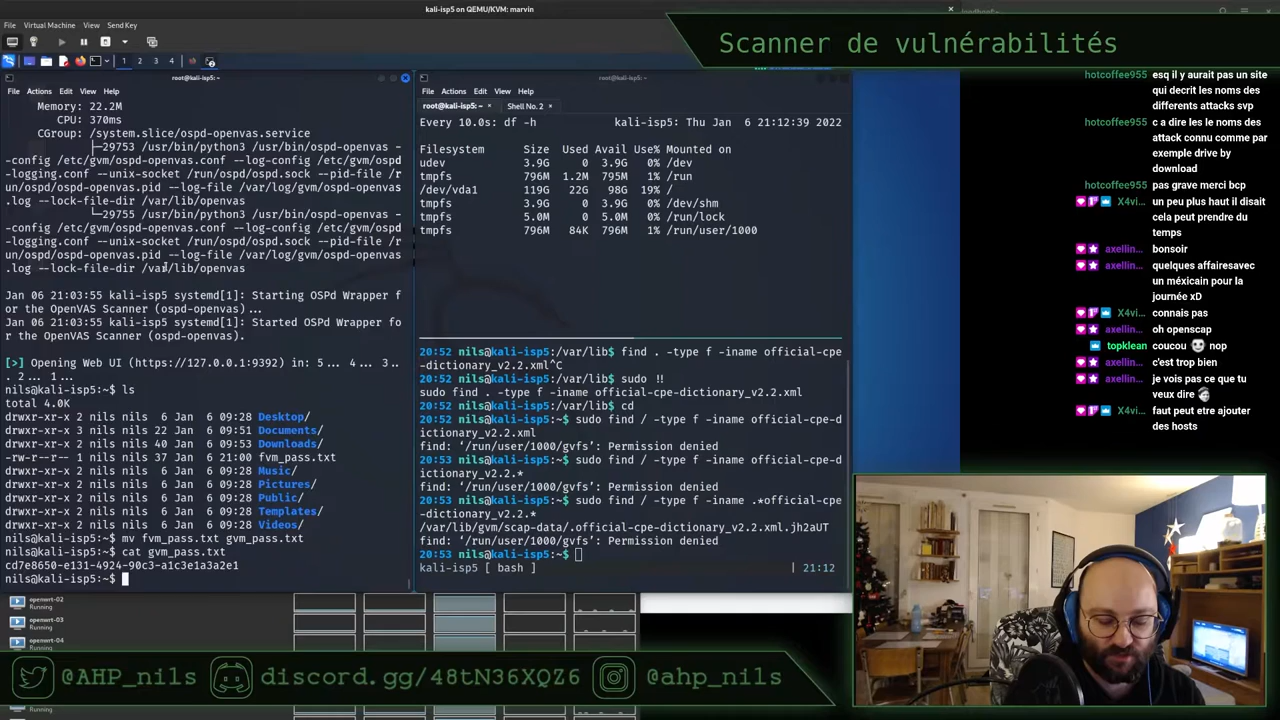 kali-isp5 on QEMU/KVM: marvin
File Virtual Machine View Send Key
Scanner de vulnérabilités
1 2 3 4
root@kali-isp5: ~
File Actions Edit View Help
Memory: 22.2M
CPU: 370ms
CGroup: /system.slice/ospd-openvas.service
├─29753 /usr/bin/python3 /usr/bin/ospd-openvas -
-config /etc/gvm/ospd-openvas.conf --log-config /etc/gvm/ospd
-logging.conf --unix-socket /run/ospd/ospd.sock --pid-file /r
un/ospd/ospd-openvas.pid --log-file /var/log/gvm/ospd-openvas
.log --lock-file-dir /var/lib/openvas
└─29755 /usr/bin/python3 /usr/bin/ospd-openvas -
-config /etc/gvm/ospd-openvas.conf --log-config /etc/gvm/ospd
-logging.conf --unix-socket /run/ospd/ospd.sock --pid-file /r
un/ospd/ospd-openvas.pid --log-file /var/log/gvm/ospd-openvas
.log --lock-file-dir /var/lib/openvas
Jan 06 21:03:55 kali-isp5 systemd[1]: Starting OSPd Wrapper f
or the OpenVAS Scanner (ospd-openvas)...
Jan 06 21:03:55 kali-isp5 systemd[1]: Started OSPd Wrapper fo
r the OpenVAS Scanner (ospd-openvas).
[>] Opening Web UI (https://127.0.0.1:9392) in: 5... 4... 3..
. 2... 1...
nils@kali-isp5:~$ ls
total 4.0K
drwxr-xr-x 2 nils nils 6 Jan 6 09:28 Desktop/
drwxr-xr-x 3 nils nils 22 Jan 6 09:51 Documents/
drwxr-xr-x 2 nils nils 40 Jan 6 09:53 Downloads/
-rw-r--r-- 1 nils nils 37 Jan 6 21:00 fvm_pass.txt
drwxr-xr-x 2 nils nils 6 Jan 6 09:28 Music/
drwxr-xr-x 2 nils nils 6 Jan 6 09:28 Pictures/
drwxr-xr-x 2 nils nils 6 Jan 6 09:28 Public/
drwxr-xr-x 2 nils nils 6 Jan 6 09:28 Templates/
drwxr-xr-x 2 nils nils 6 Jan 6 09:28 Videos/
nils@kali-isp5:~$ mv fvm_pass.txt gvm_pass.txt
nils@kali-isp5:~$ cat gvm_pass.txt
cd7e8650-e131-4924-90c3-a1c3e1a3a2e1
nils@kali-isp5:~$
root@kali-isp5: ~
File Actions Edit View Help
root@kali-isp5: ~ × Shell No. 2 ×
Every 10.0s: df -h kali-isp5: Thu Jan 6 21:12:39 2022
Filesystem Size Used Avail Use% Mounted on
udev 3.9G 0 3.9G 0% /dev
tmpfs 796M 1.2M 795M 1% /run
/dev/vda1 119G 22G 98G 19% /
tmpfs 3.9G 0 3.9G 0% /dev/shm
tmpfs 5.0M 0 5.0M 0% /run/lock
tmpfs 796M 84K 796M 1% /run/user/1000
20:52 nils@kali-isp5:/var/lib$ find . -type f -iname official-cpe
-dictionary_v2.2.xml^C
20:52 nils@kali-isp5:/var/lib$ sudo !!
sudo find . -type f -iname official-cpe-dictionary_v2.2.xml
20:52 nils@kali-isp5:/var/lib$ cd
20:52 nils@kali-isp5:~$ sudo find / -type f -iname official-cpe-d
ictionary_v2.2.xml
find: ‘/run/user/1000/gvfs’: Permission denied
20:53 nils@kali-isp5:~$ sudo find / -type f -iname official-cpe-d
ictionary_v2.2.*
find: ‘/run/user/1000/gvfs’: Permission denied
20:53 nils@kali-isp5:~$ sudo find / -type f -iname .*official-cpe
-dictionary_v2.2.*
/var/lib/gvm/scap-data/.official-cpe-dictionary_v2.2.xml.jh2aUT
find: ‘/run/user/1000/gvfs’: Permission denied
20:53 nils@kali-isp5:~$
kali-isp5 [ bash ] | 21:12
openwrt-02
Running
openwrt-03
Running
openwrt-04
Running
hotcoffee955 esq il y aurait pas un site
qui decrit les noms des
differents attacks svp
hotcoffee955 c a dire les le noms des
attack connu comme par
exemple drive by
download
hotcoffee955 pas grave merci bcp
X4vi... un peu plus haut il disait
cela peut prendre du
temps
axellin... bonsoir
axellin... quelques affairesavec
un méxicain pour la
journée xD
X4vi... connais pas
axellin... oh openscap
topklean coucou nop
axellin... c'est trop bien
axellin... je vois pas ce que tu
veux dire
X4vi... faut peut etre ajouter
des hosts
@AHP_nils discord.gg/48tN36XQZ6 @ahp_nils